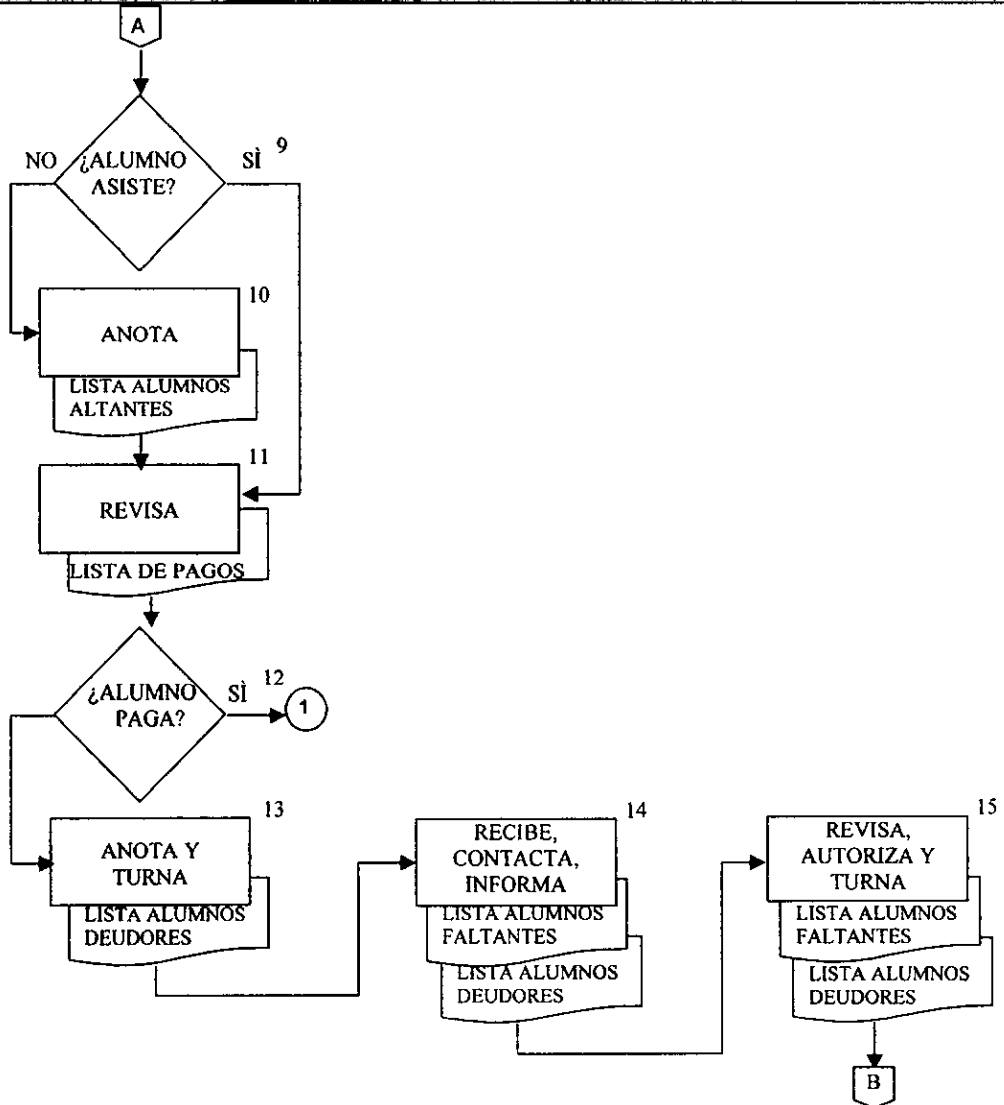 A
NO
¿ALUMNO
ASISTE?
SÌ
9
10
ANOTA
LISTA ALUMNOS
ALTANTES
11
REVISA
LISTA DE PAGOS
¿ALUMNO
PAGA?
SÌ
12
1
13
ANOTA Y
TURNA
LISTA ALUMNOS
DEUDORES
14
RECIBE,
CONTACTA,
INFORMA
LISTA ALUMNOS
FALTANTES
LISTA ALUMNOS
DEUDORES
15
REVISA,
AUTORIZA Y
TURNA
LISTA ALUMNOS
FALTANTES
LISTA ALUMNOS
DEUDORES
B